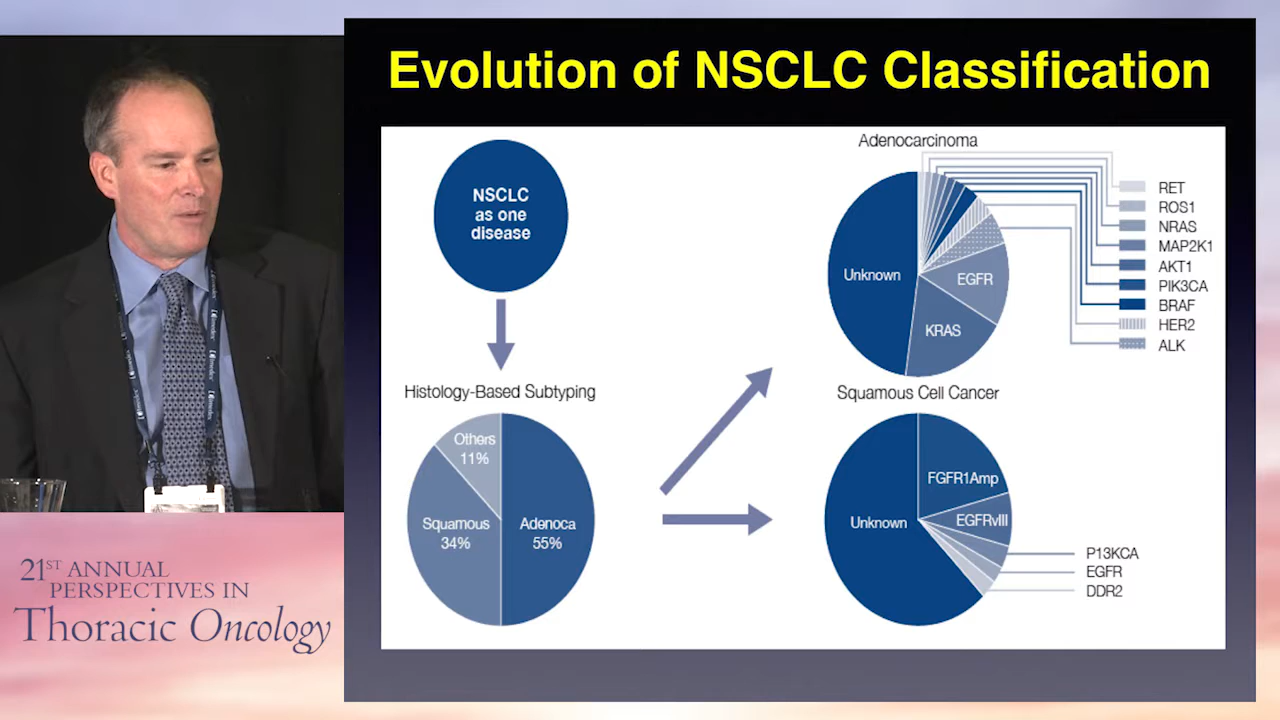 Evolution of NSCLC Classification
NSCLC
as one
disease
Histology-Based Subtyping
Others
11%
Squamous
34%
Adenoca
55%
Adenocarcinoma
Unknown
EGFR
KRAS
RET
ROS1
NRAS
MAP2K1
AKT1
PIK3CA
BRAF
HER2
ALK
Squamous Cell Cancer
Unknown
FGFR1Amp
EGFRvIII
P13KCA
EGFR
DDR2
21ST ANNUAL
PERSPECTIVES IN
Thoracic Oncology